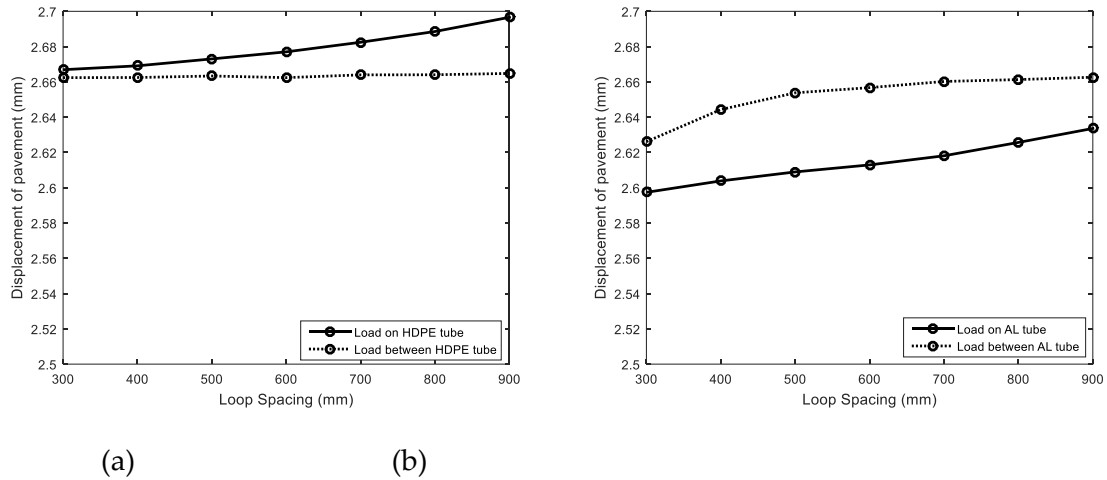 2.7
2.68
2.66
2.64
2.62
2.6
2.58
2.56
2.54
2.52
2.5
Displacement of pavement (mm)
Load on HDPE tube
Load between HDPE tube
300 400 500 600 700 800 900
Loop Spacing (mm)
2.7
2.68
2.66
2.64
2.62
2.6
2.58
2.56
2.54
2.52
2.5
Displacement of pavement (mm)
Load on AL tube
Load between AL tube
300 400 500 600 700 800 900
Loop Spacing (mm)
(a) (b)